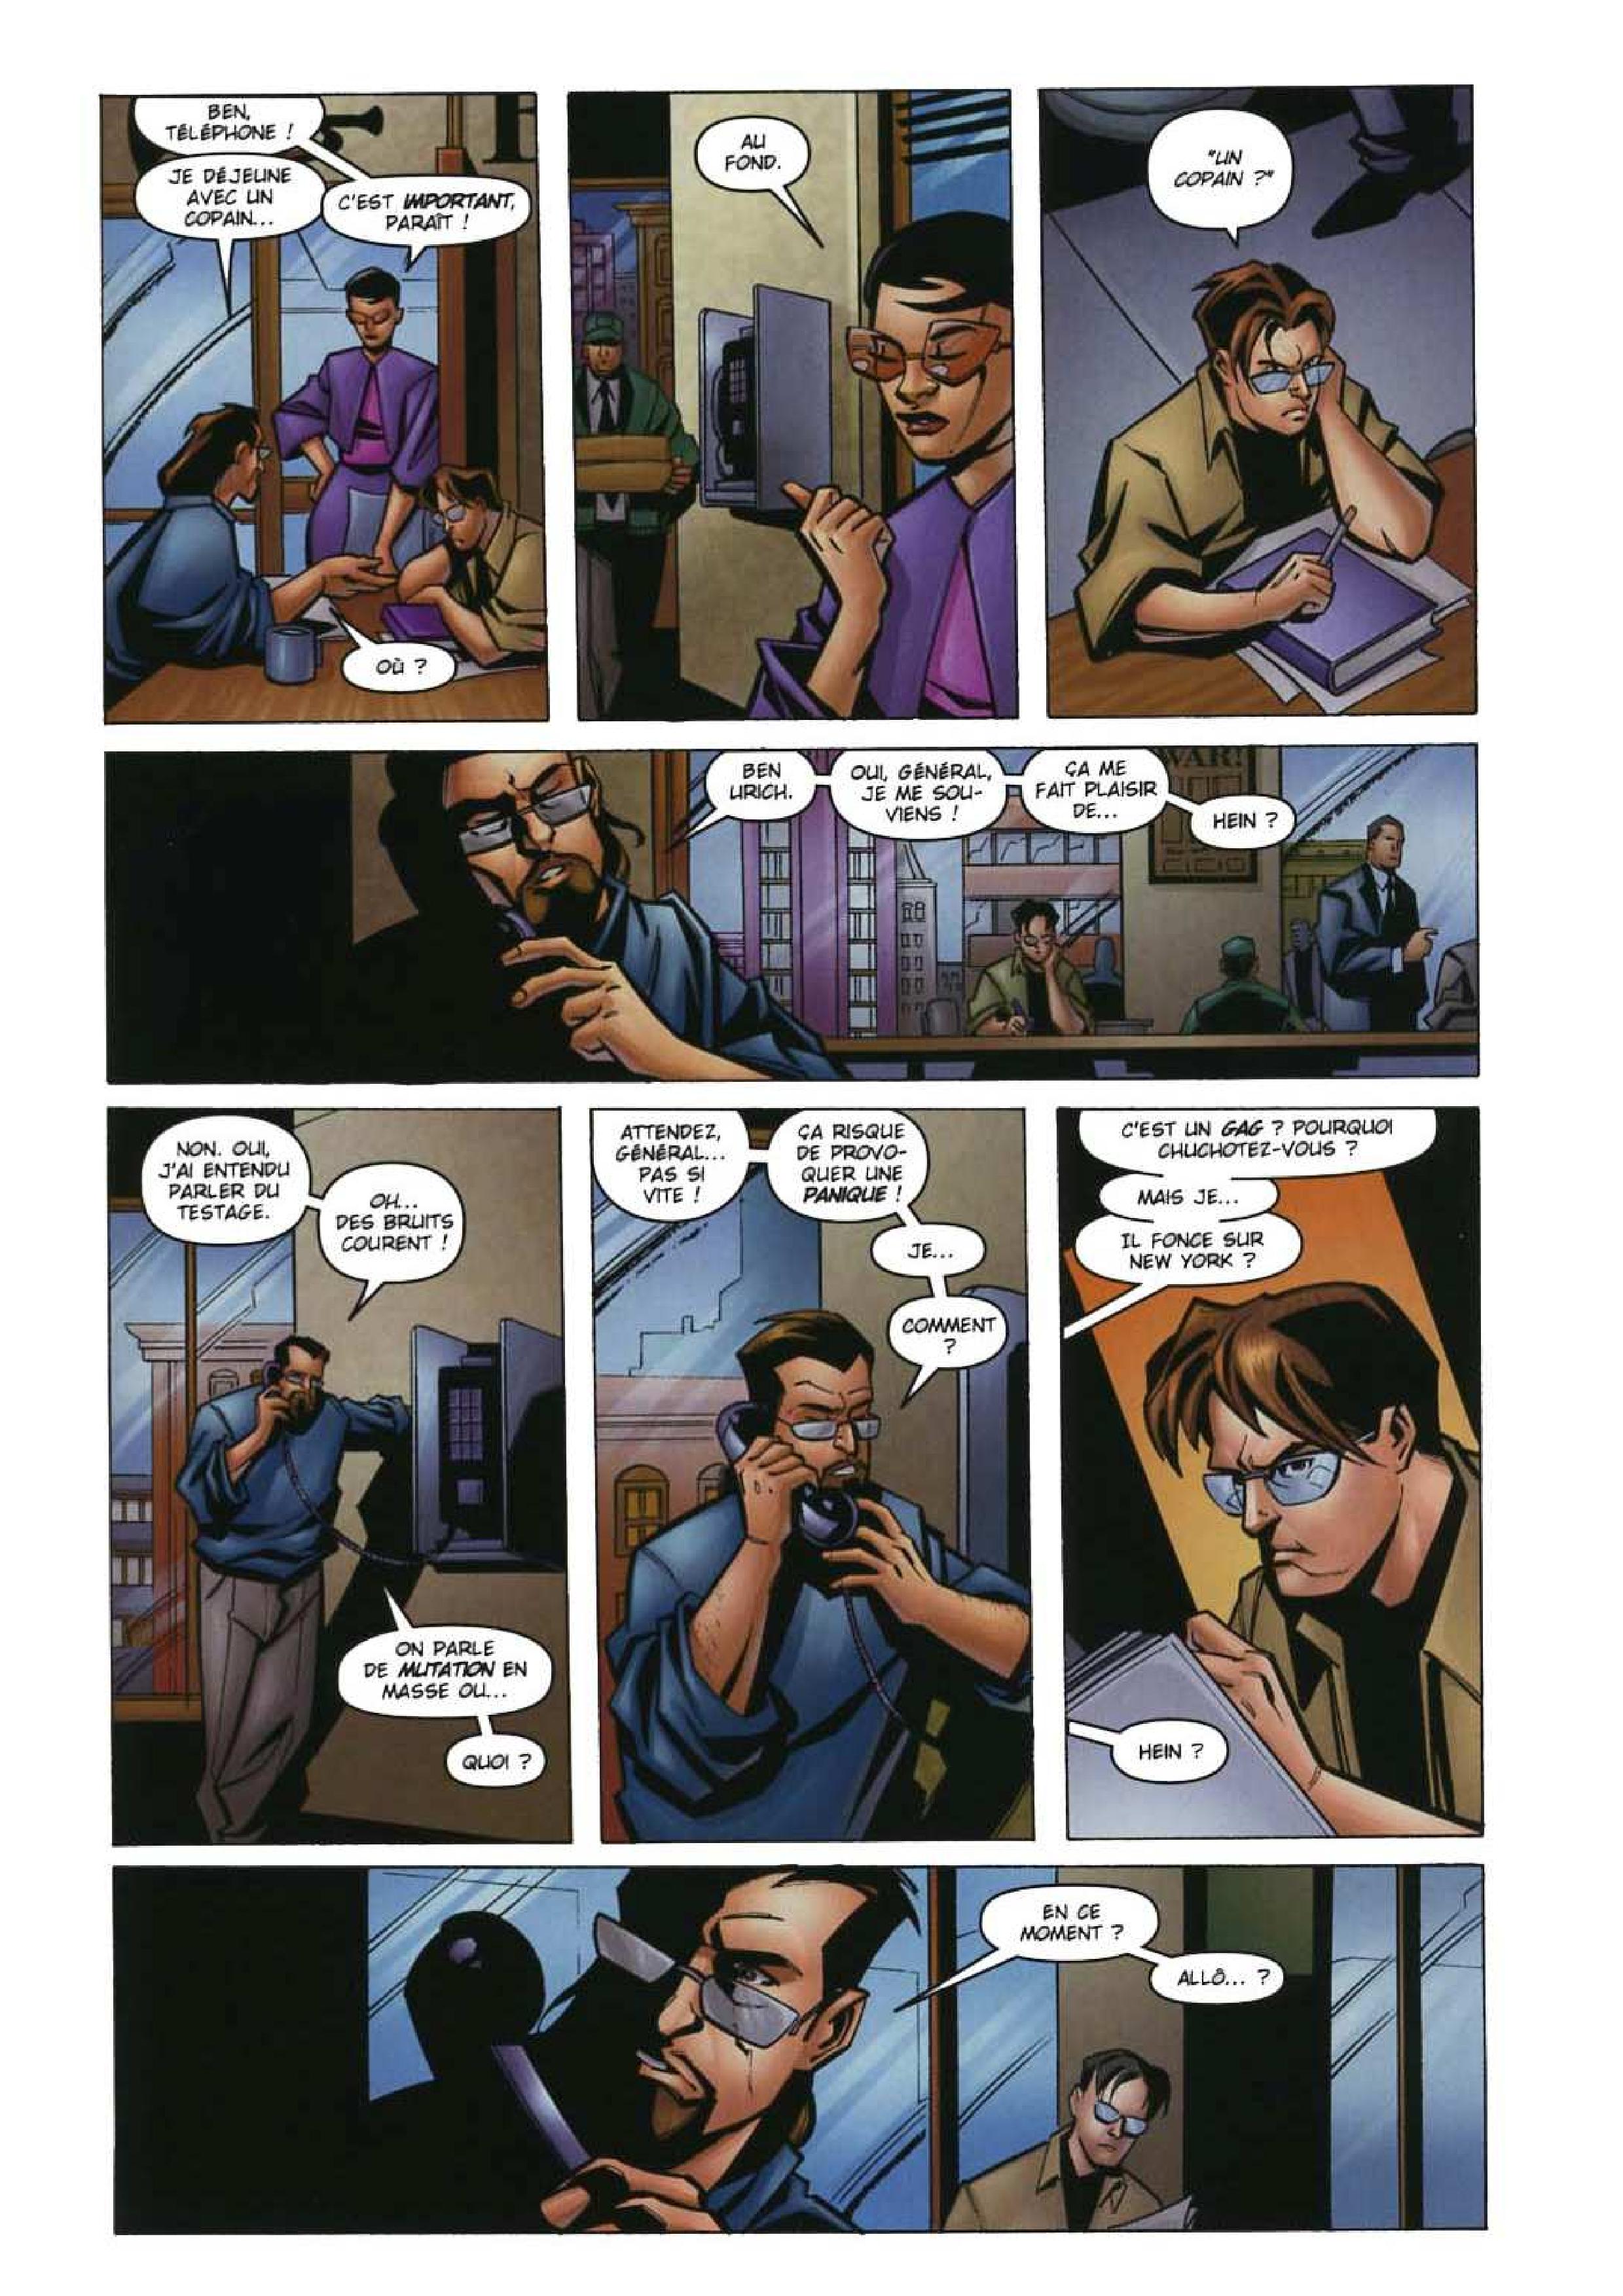 BEN,
TÉLÉPHONE !
JE DÉJEUNE
AVEC UN
COPAIN...
C'EST IMPORTANT,
PARAÎT !
OÙ ?
AU
FOND.
"UN
COPAIN ?"
BEN
URICH.
OUI, GÉNÉRAL,
JE ME SOU-
VIENS !
ÇA ME
FAIT PLAISIR
DE...
HEIN ?
WAR!
NON. OUI,
J'AI ENTENDU
PARLER DU
TESTAGE.
OH...
DES BRUITS
COURENT !
ON PARLE
DE MUTATION EN
MASSE OU...
QUOI ?
ATTENDEZ,
GÉNÉRAL...
PAS SI
VITE !
ÇA RISQUE
DE PROVO-
QUER UNE
PANIQUE !
JE...
COMMENT
?
C'EST UN GAG ? POURQUOI
CHUCHOTEZ-VOUS ?
MAIS JE...
IL FONCE SUR
NEW YORK ?
HEIN ?
EN CE
MOMENT ?
ALLÔ... ?